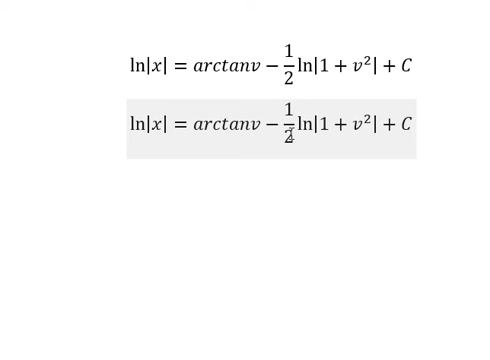 ln|x| = arctanv − 1/2 ln|1 + v²| + C
ln|x| = arctanv − 1/2 ln|1 + v²| + C